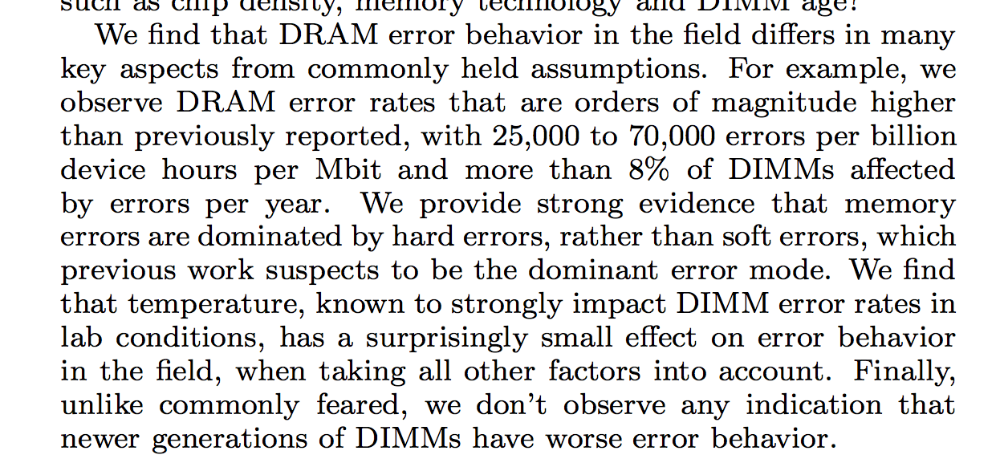 such as chip density, memory technology and DIMM age?
We find that DRAM error behavior in the field differs in many
key aspects from commonly held assumptions. For example, we
observe DRAM error rates that are orders of magnitude higher
than previously reported, with 25,000 to 70,000 errors per billion
device hours per Mbit and more than 8% of DIMMs affected
by errors per year. We provide strong evidence that memory
errors are dominated by hard errors, rather than soft errors, which
previous work suspects to be the dominant error mode. We find
that temperature, known to strongly impact DIMM error rates in
lab conditions, has a surprisingly small effect on error behavior
in the field, when taking all other factors into account. Finally,
unlike commonly feared, we don't observe any indication that
newer generations of DIMMs have worse error behavior.